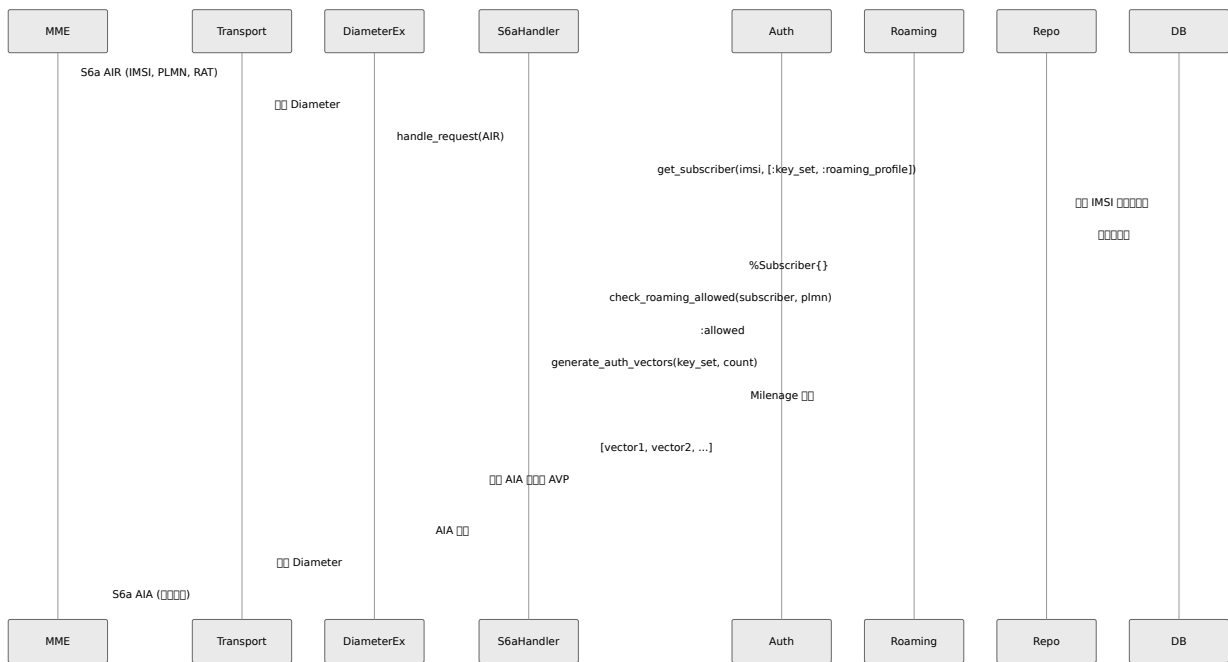 MME
Transport
DiameterEx
S6aHandler
Auth
Roaming
Repo
DB
S6a AIR (IMSI, PLMN, RAT)
Diameter
handle_request(AIR)
get_subscriber(imsi, [:key_set, :roaming_profile])
IMSI
%Subscriber{}
check_roaming_allowed(subscriber, plmn)
:allowed
generate_auth_vectors(key_set, count)
Milenage
[vector1, vector2, ...]
AIA AVP
AIA
Diameter
S6a AIA
MME
Transport
DiameterEx
S6aHandler
Auth
Roaming
Repo
DB